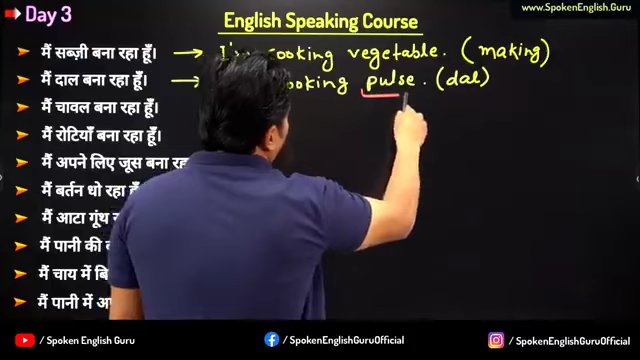 Day 3
English Speaking Course
www.SpokenEnglish.Guru
मैं सब्ज़ी बना रहा हूँ। → cooking vegetable. (making)
मैं दाल बना रहा हूँ। → cooking pulse. (dal)
मैं चावल बना रहा हूँ।
मैं रोटियाँ बना रहा हूँ।
मैं अपने लिए जूस बना रहा
मैं बर्तन धो रहा
मैं आटा गूंथ
मैं पानी की
मैं चाय में
मैं पानी में
/ Spoken English Guru
/ SpokenEnglishGuruOfficial
/ SpokenEnglishGuruOfficial